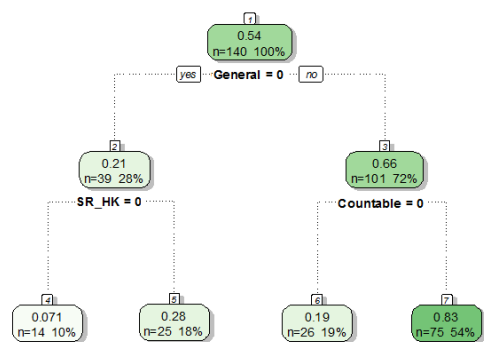 1
0.54
n=140 100%
yes General = 0 no
2
0.21
n=39 28%
3
0.66
n=101 72%
SR_HK = 0
Countable = 0
4
0.071
n=14 10%
5
0.28
n=25 18%
6
0.19
n=26 19%
7
0.83
n=75 54%